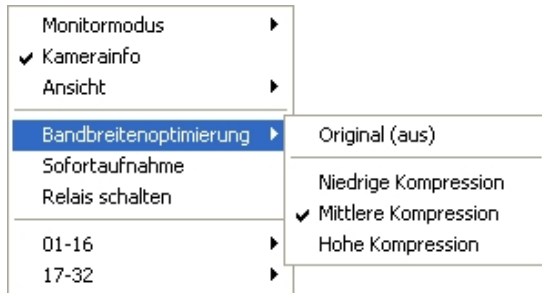 Monitormodus
Kamerainfo
Ansicht
Bandbreitenoptimierung
Sofortaufnahme
Relais schalten
01-16
17-32
Original (aus)
Niedrige Kompression
Mittlere Kompression
Hohe Kompression